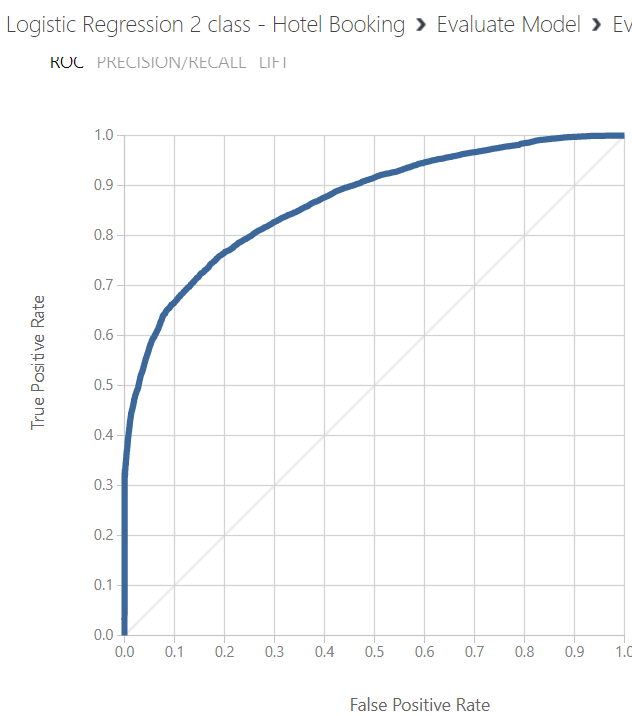 Logistic Regression 2 class - Hotel Booking › Evaluate Model › Ev
ROC PRECISION/RECALL LIFT
1.0
0.9
0.8
0.7
0.6
0.5
0.4
0.3
0.2
0.1
0.0
True Positive Rate
0.0 0.1 0.2 0.3 0.4 0.5 0.6 0.7 0.8 0.9 1.0
False Positive Rate